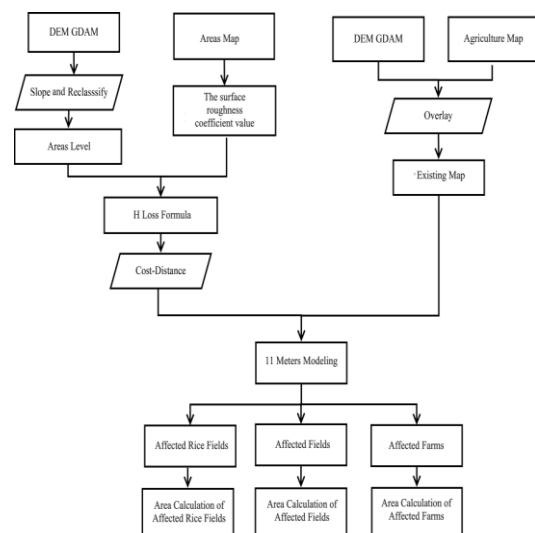 DEM GDAM
Areas Map
DEM GDAM
Agriculture Map
Slope and Reclasssify
The surface
roughness
coefficient value
Overlay
Areas Level
Existing Map
H Loss Formula
Cost-Distance
11 Meters Modeling
Affected Rice Fields
Affected Fields
Affected Farms
Area Calculation of
Affected Rice Fields
Area Calculation of
Affected Fields
Area Calculation of
Affected Farms